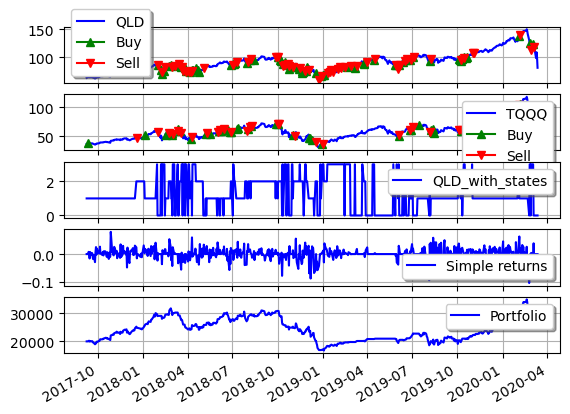 150
100
QLD
Buy
Sell
100
50
TQQQ
Buy
Sell
2
0
QLD_with_states
0.0
−0.1
Simple returns
30000
20000
Portfolio
2017-10
2018-01
2018-04
2018-07
2018-10
2019-01
2019-04
2019-07
2019-10
2020-01
2020-04